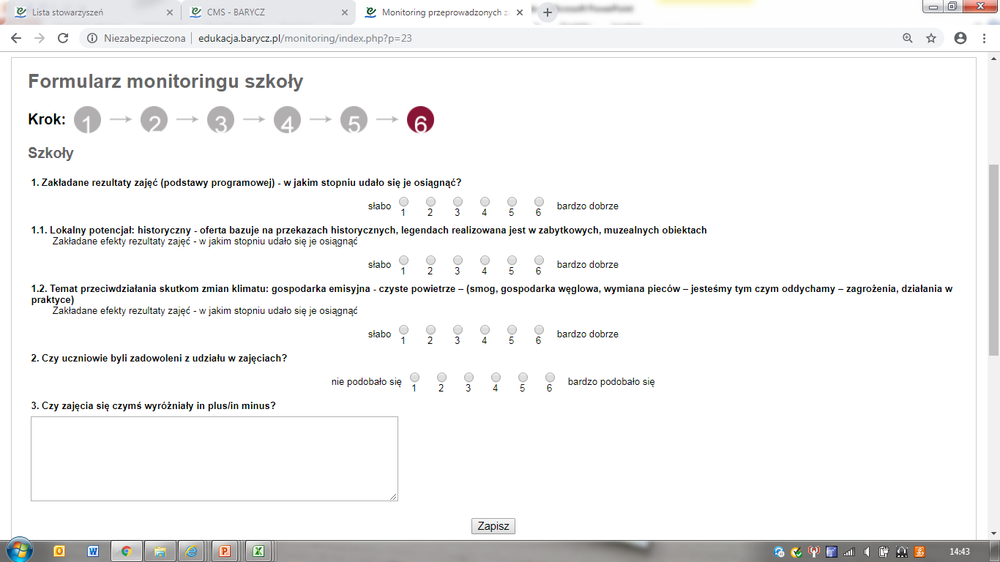 Lista stowarzyszeń
CMS - BARYCZ
Monitoring przeprowadzonych z
Microsoft PowerPoint
Niezabezpieczona
edukacja.barycz.pl/monitoring/index.php?p=23
Formularz monitoringu szkoły
Krok: 1 2 3 4 5 6
Szkoły
1. Zakładane rezultaty zajęć (podstawy programowej) - w jakim stopniu udało się je osiągnąć?
słabo 1 2 3 4 5 6 bardzo dobrze
1.1. Lokalny potencjał: historyczny - oferta bazuje na przekazach historycznych, legendach realizowana jest w zabytkowych, muzealnych obiektach
Zakładane efekty rezultaty zajęć - w jakim stopniu udało się je osiągnąć
słabo 1 2 3 4 5 6 bardzo dobrze
1.2. Temat przeciwdziałania skutkom zmian klimatu: gospodarka emisyjna - czyste powietrze – (smog, gospodarka węglowa, wymiana pieców – jesteśmy tym czym oddychamy – zagrożenia, działania w
praktyce)
Zakładane efekty rezultaty zajęć - w jakim stopniu udało się je osiągnąć
słabo 1 2 3 4 5 6 bardzo dobrze
2. Czy uczniowie byli zadowoleni z udziału w zajęciach?
nie podobało się 1 2 3 4 5 6 bardzo podobało się
3. Czy zajęcia się czymś wyróżniały in plus/in minus?
Zapisz
14:43